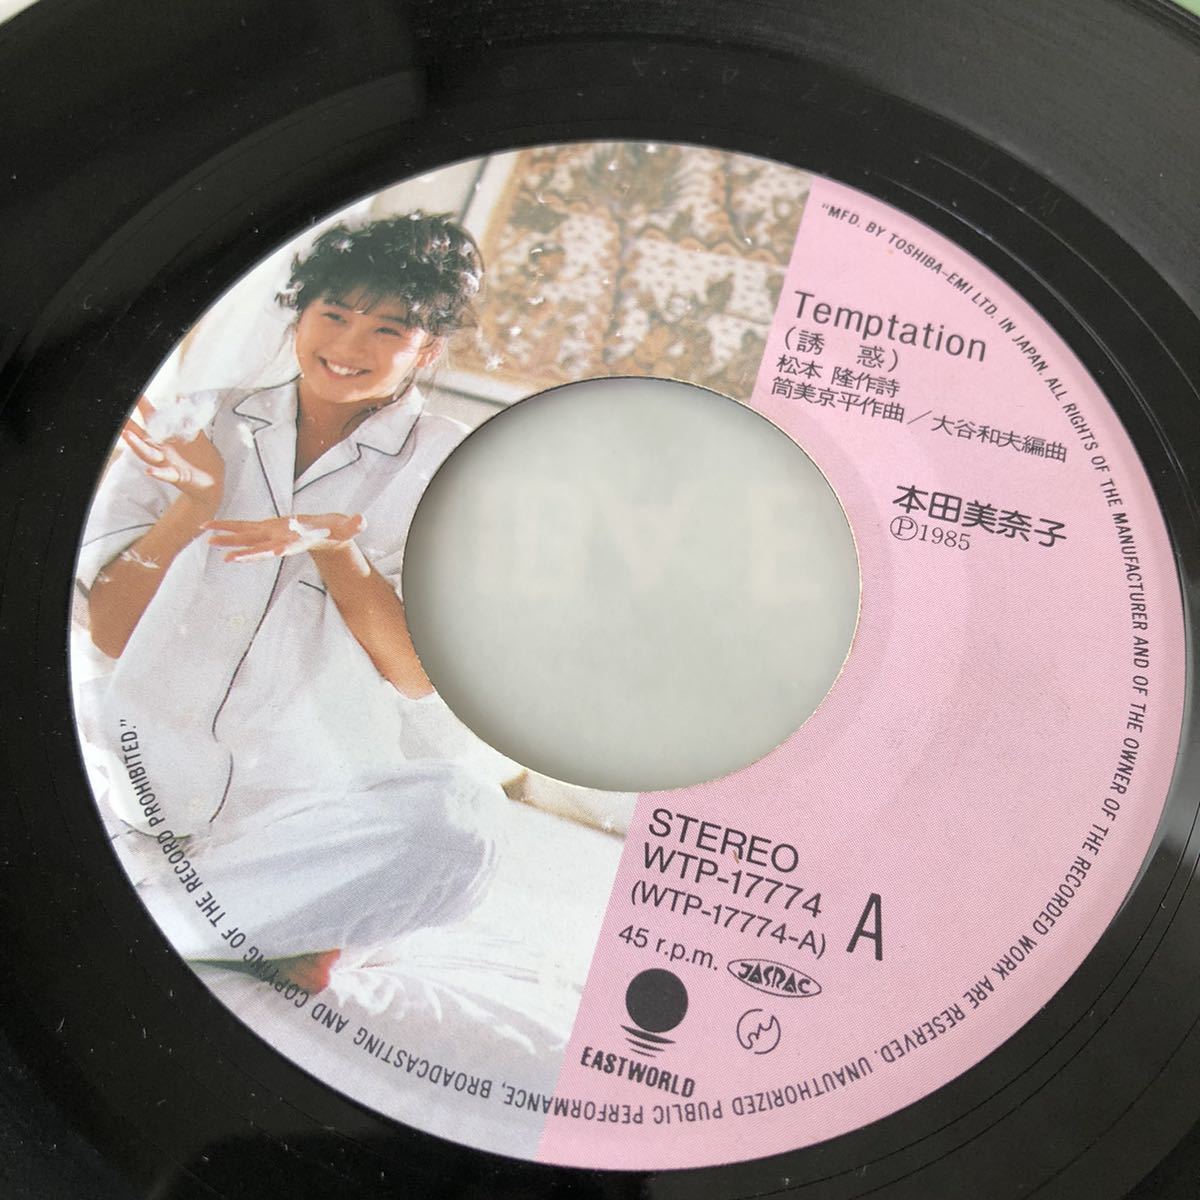 Temptation
(誘惑)
松本 隆作詩
筒美京平作曲/大谷和夫編曲
本田美奈子
Ⓟ1985
STEREO
WTP-17774
(WTP-17774-A)
A
45 r.p.m.
JASRAC
EASTWORLD
"MFD. BY TOSHIBA-EMI LTD. IN JAPAN. ALL RIGHTS OF THE MANUFACTURER AND OF THE OWNER OF THE RECORDED WORK ARE RESERVED. UNAUTHORIZED PUBLIC PERFORMANCE, BROADCASTING AND COPYING OF THE RECORD PROHIBITED."